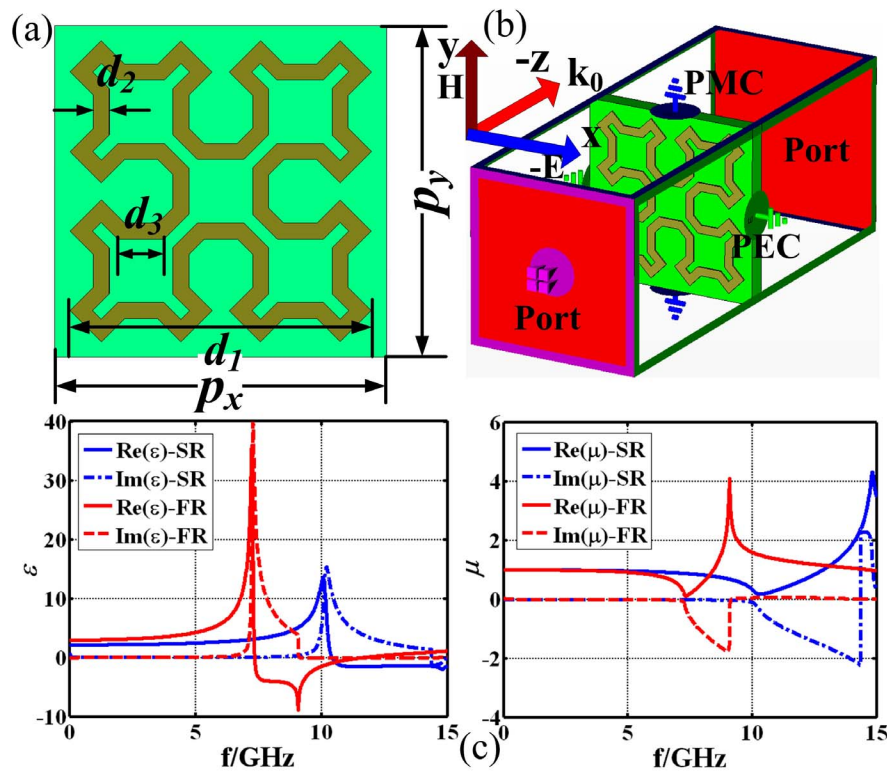 (a)
d2
d3
d1
px
py
(b)
y
H
-z
k0
X
-E
PMC
PEC
Port
Port
40
30
20
10
0
-10
ε
Re(ε)-SR
Im(ε)-SR
Re(ε)-FR
Im(ε)-FR
0 5 10 15
f/GHz
6
4
2
0
-2
-4
μ
Re(μ)-SR
Im(μ)-SR
Re(μ)-FR
Im(μ)-FR
0 5 10 15
f/GHz
(c)